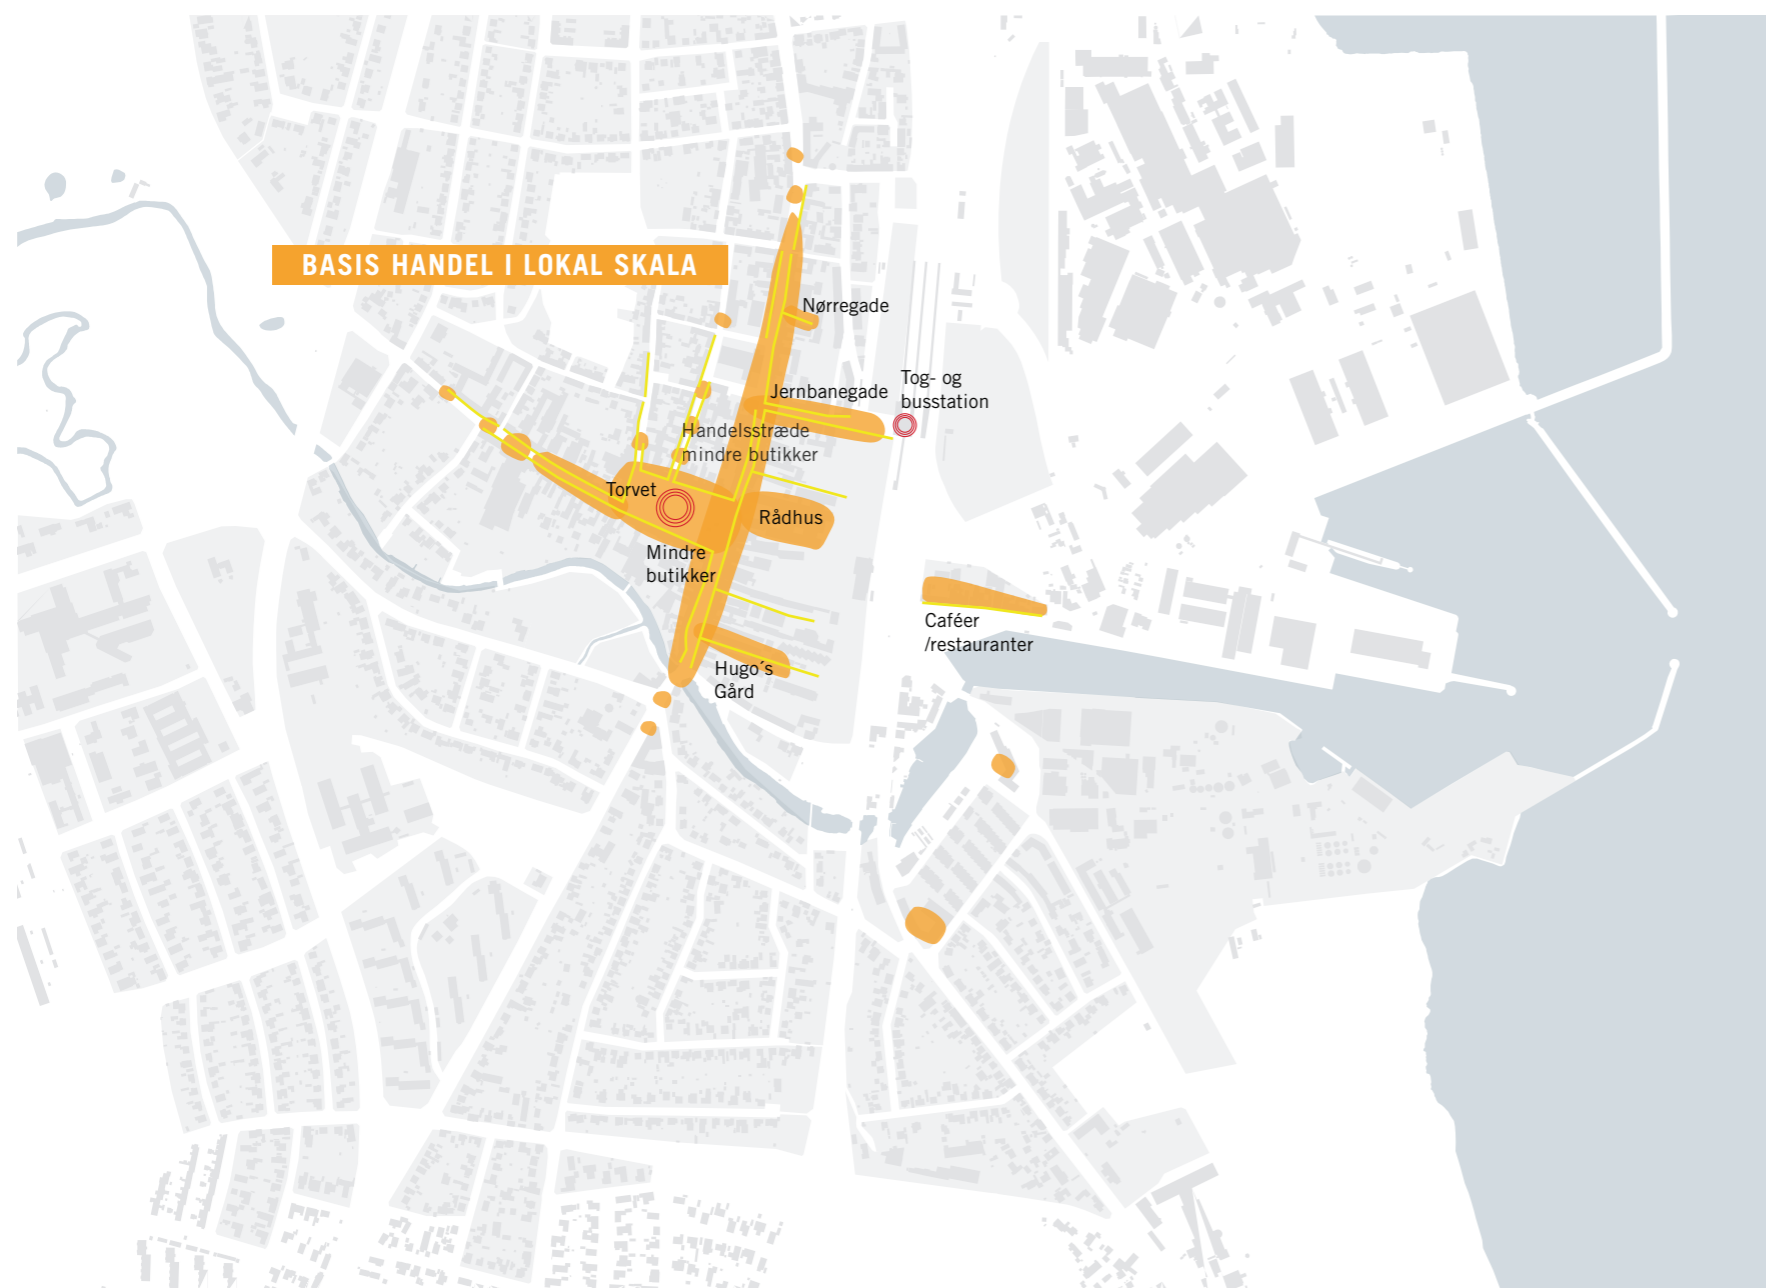 BASIS HANDEL I LOKAL SKALA
Nørregade
Jernbanegade
Tog- og
busstation
Handelsstræde
mindre butikker
Torvet
Rådhus
Mindre
butikker
Caféer
/restauranter
Hugo´s
Gård